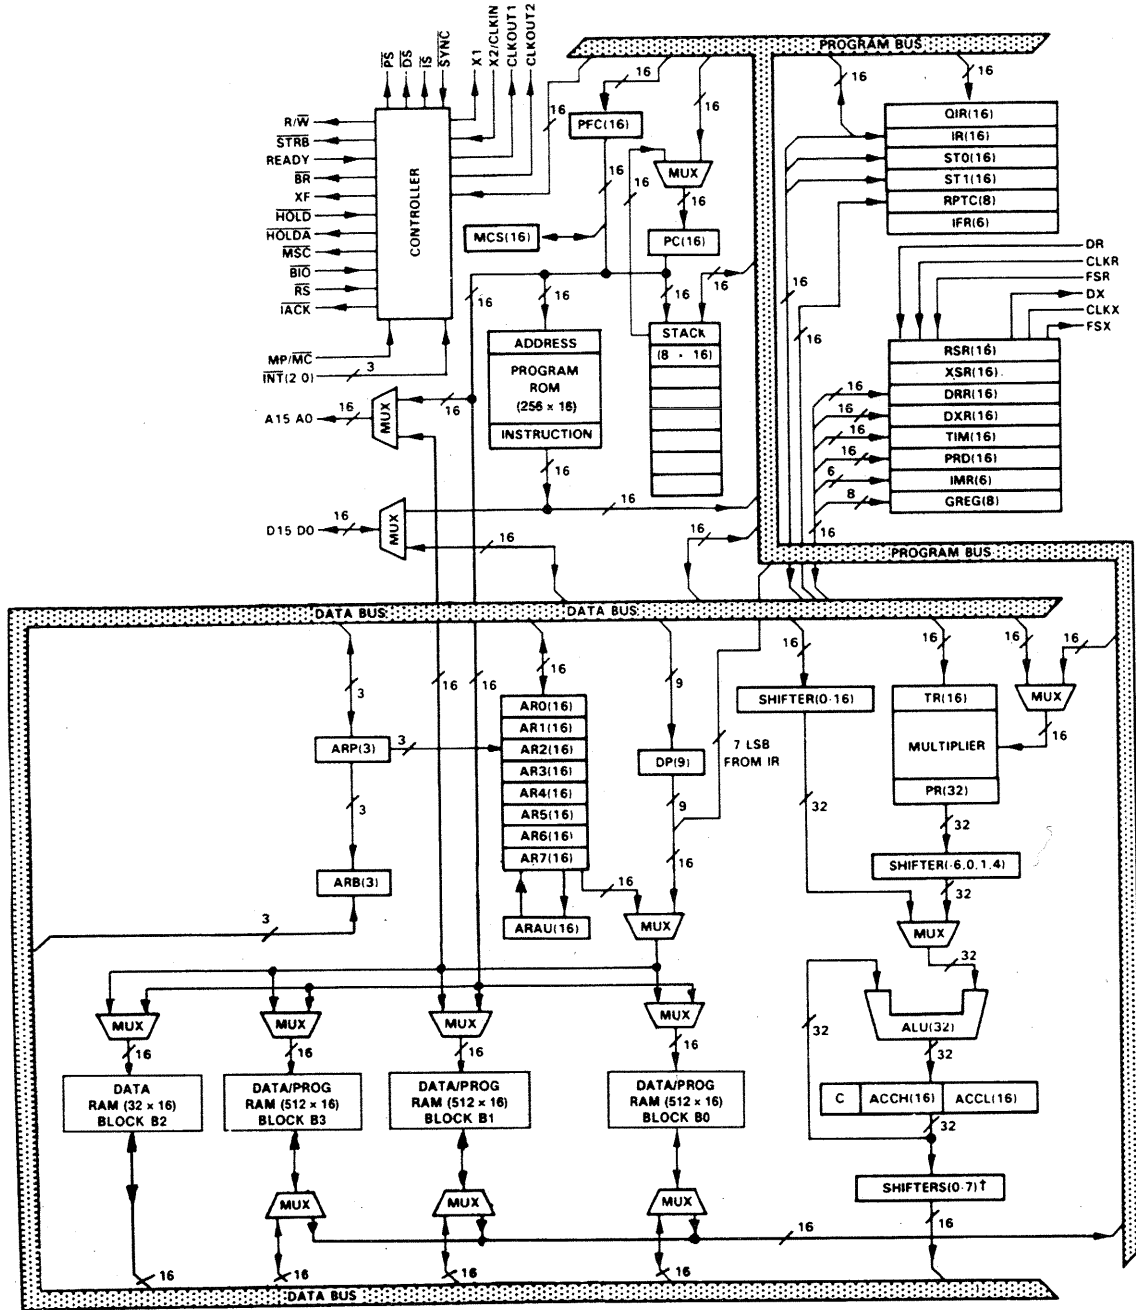 PS DS IS SYNC X1 X2/CLKIN CLKOUT1 CLKOUT2
PROGRAM BUS
R/W
STRB
READY
BR
XF
HOLD
HOLDA
MSC
BIO
RS
IACK
MP/MC
INT(2 0)
3
CONTROLLER
16
16
PFC(16)
16
16
MUX
16
MCS(16)
PC(16)
16
16
16
16
ADDRESS
PROGRAM
ROM
(256 × 16)
INSTRUCTION
16
STACK
(8 · 16)
16
16
QIR(16)
IR(16)
ST0(16)
ST1(16)
RPTC(8)
IFR(6)
DR
CLKR
FSR
DX
CLKX
FSX
16
16
RSR(16)
XSR(16)
16
DRR(16)
16
DXR(16)
16
TIM(16)
16
PRD(16)
6
IMR(6)
8
GREG(8)
16
A15 A0
16
MUX
16
D15 D0
16
MUX
16
16
16
PROGRAM BUS
DATA BUS
DATA BUS
3
16
16
16
9
16
16
16
16
ARP(3)
3
3
ARB(3)
3
AR0(16)
AR1(16)
AR2(16)
AR3(16)
AR4(16)
AR5(16)
AR6(16)
AR7(16)
ARAU(16)
16
DP(9)
9
7 LSB
FROM IR
16
MUX
SHIFTER(0·16)
32
TR(16)
MULTIPLIER
PR(32)
MUX
16
32
SHIFTER(·6,0,1,4)
32
MUX
32
32
ALU(32)
32
C
ACCH(16)
ACCL(16)
32
SHIFTERS(0·7)†
16
MUX
MUX
MUX
MUX
16
16
16
16
DATA
RAM (32 × 16)
BLOCK B2
DATA/PROG
RAM (512 × 16)
BLOCK B3
DATA/PROG
RAM (512 × 16)
BLOCK B1
DATA/PROG
RAM (512 × 16)
BLOCK B0
MUX
MUX
MUX
16
16
16
16
16
DATA BUS